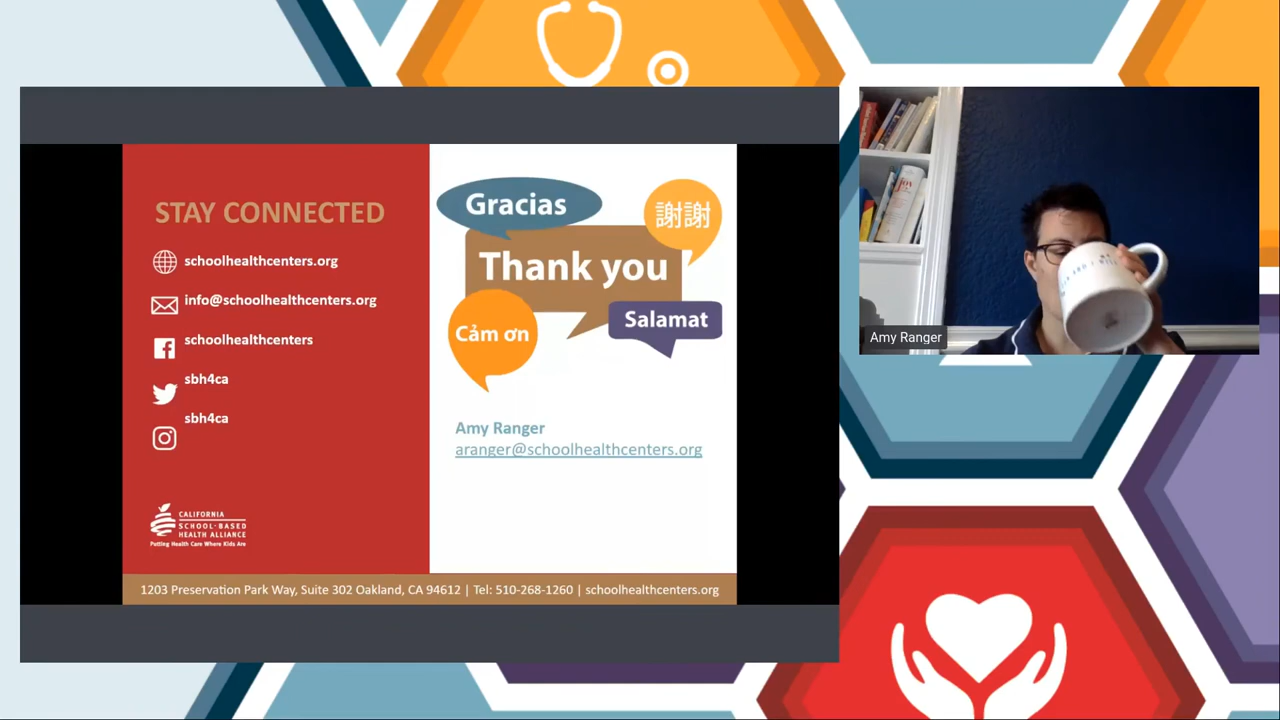 STAY CONNECTED
schoolhealthcenters.org
info@schoolhealthcenters.org
schoolhealthcenters
sbh4ca
sbh4ca
CALIFORNIA
SCHOOL-BASED
HEALTH ALLIANCE
Putting Health Care Where Kids Are
Gracias
謝謝
Thank you
Cảm ơn
Salamat
Amy Ranger
aranger@schoolhealthcenters.org
1203 Preservation Park Way, Suite 302 Oakland, CA 94612 | Tel: 510-268-1260 | schoolhealthcenters.org
joy
Amy Ranger